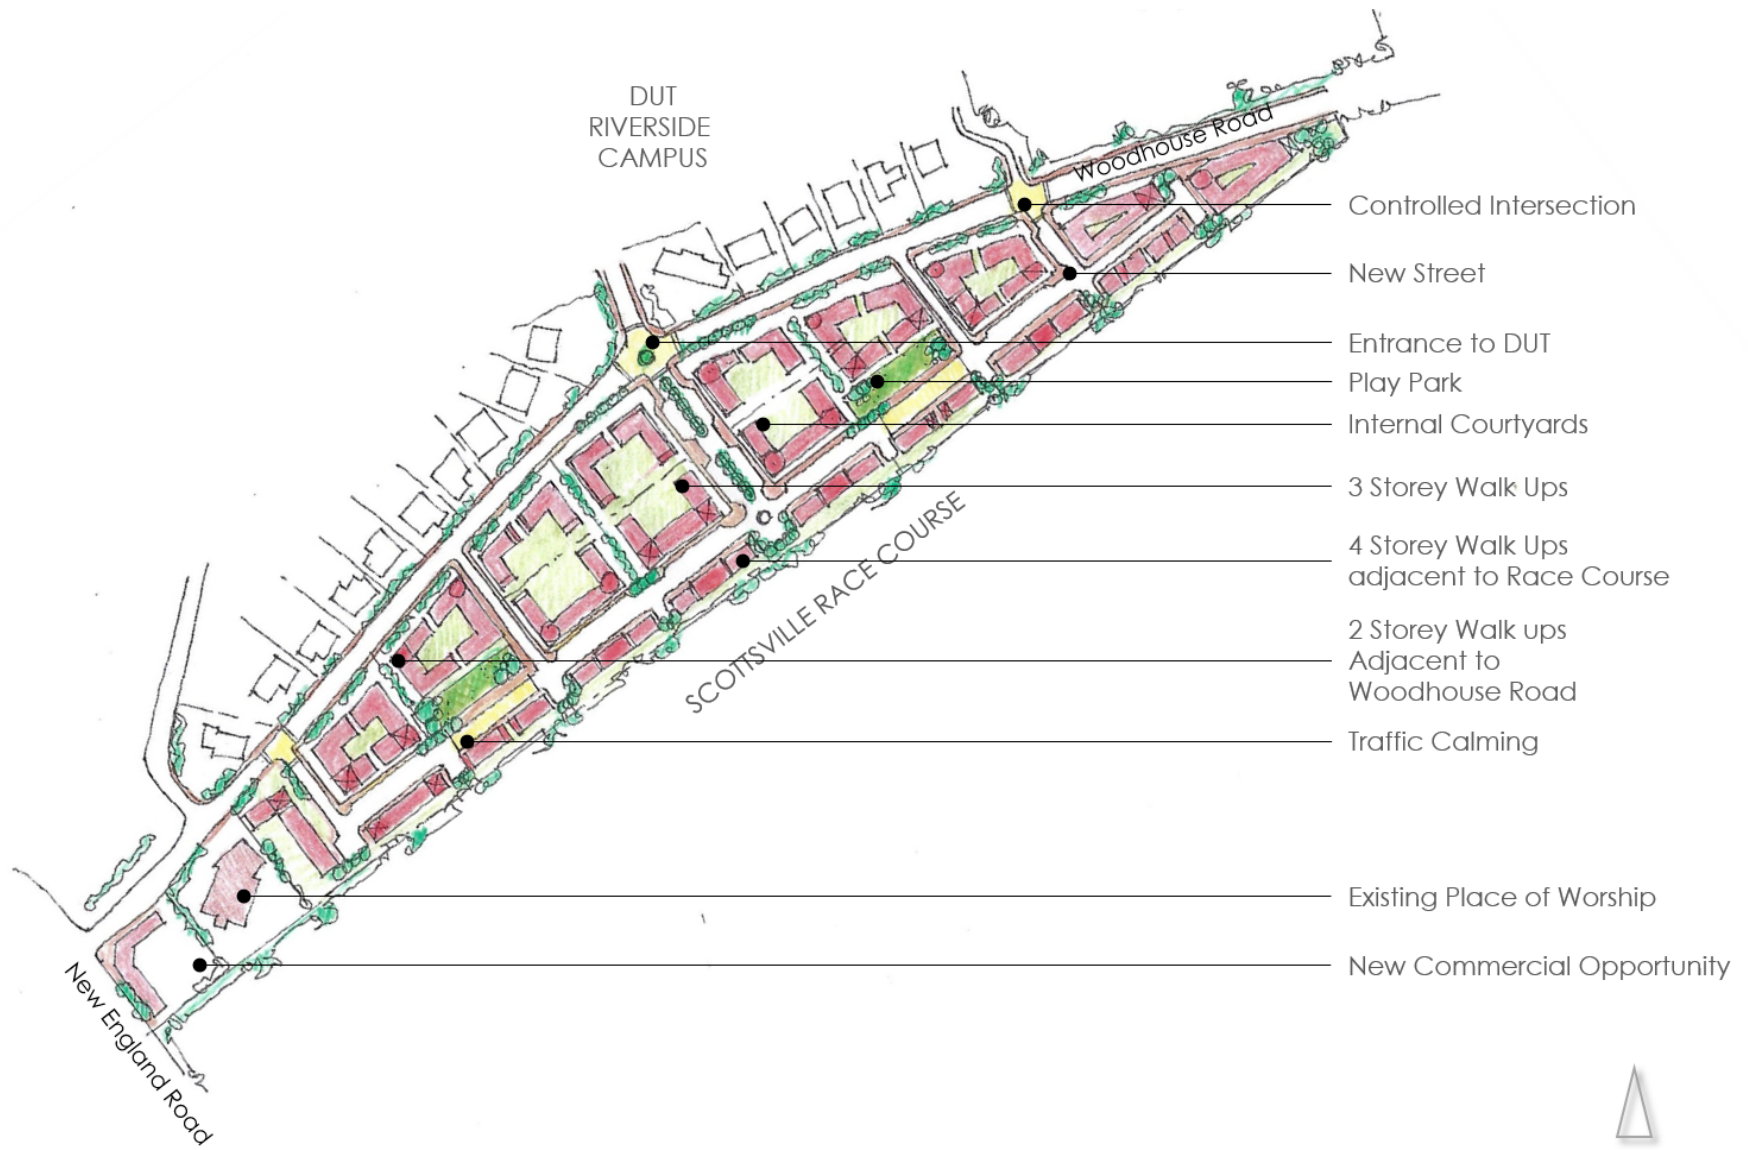 DUT
RIVERSIDE
CAMPUS
Woodhouse Road
Controlled Intersection
New Street
Entrance to DUT
Play Park
Internal Courtyards
3 Storey Walk Ups
SCOTTSVILLE RACE COURSE
4 Storey Walk Ups
adjacent to Race Course
2 Storey Walk ups
Adjacent to
Woodhouse Road
Traffic Calming
Existing Place of Worship
New Commercial Opportunity
New England Road